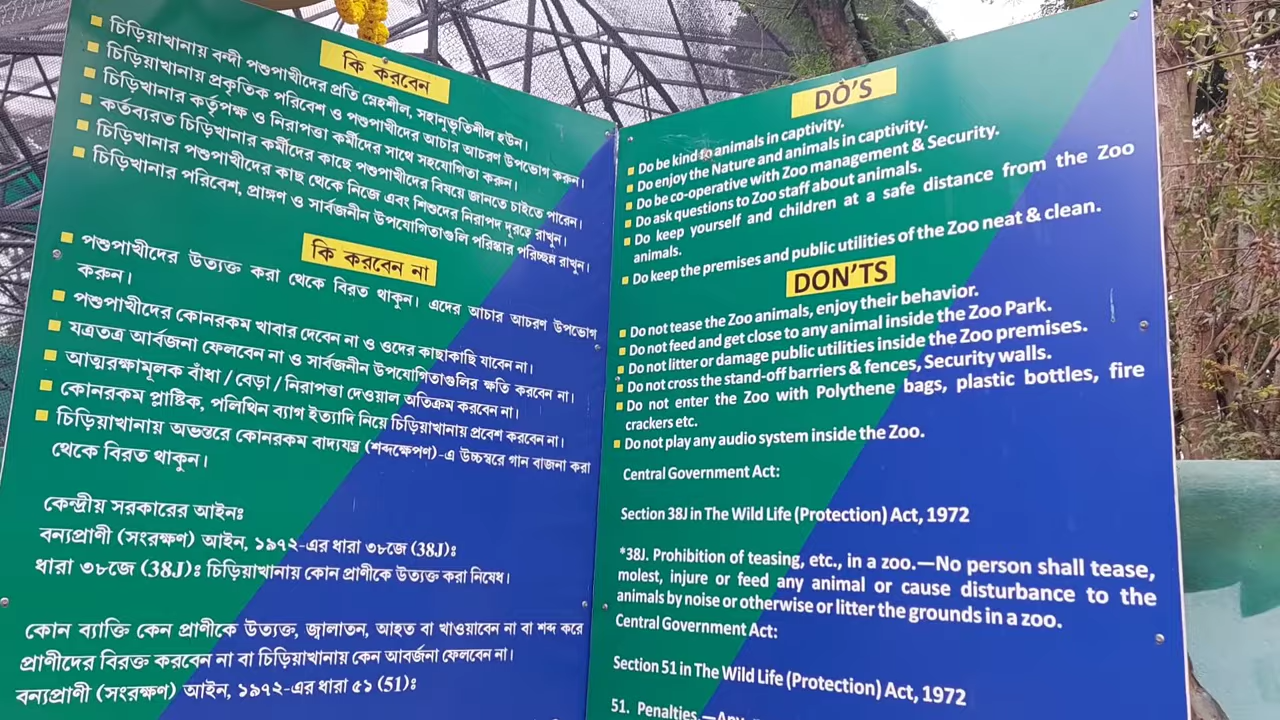 কি করবেন
চিড়িয়াখানায় বন্দী পশুপাখীদের প্রতি স্নেহশীল, সহানুভূতিশীল হউন।
চিড়িয়াখানায় প্রকৃতিক পরিবেশ ও পশুপাখীদের আচার আচরণ উপভোগ করুন।
চিড়িখানার কর্তৃপক্ষ ও নিরাপত্তা কর্মীদের সাথে সহযোগিতা করুন।
কর্তব্যরত চিড়িখানার কর্মীদের কাছে পশুপাখীদের বিষয়ে জানতে চাইতে পারেন।
চিড়িখানার পশুপাখীদের কাছ থেকে নিজে এবং শিশুদের নিরাপদ দূরত্বে রাখুন।
চিড়িখানার পরিবেশ, প্রাঙ্গণ ও সার্বজনীন উপযোগিতাগুলি পরিস্কার পরিচ্ছন্ন রাখুন।
কি করবেন না
পশুপাখীদের উত্যক্ত করা থেকে বিরত থাকুন। এদের আচার আচরণ উপভোগ
করুন।
পশুপাখীদের কোনরকম খাবার দেবেন না ও ওদের কাছাকাছি যাবেন না।
যত্রতত্র আর্বজনা ফেলবেন না ও সার্বজনীন উপযোগিতাগুলির ক্ষতি করবেন না।
আত্মরক্ষামূলক বাঁধা / বেড়া / নিরাপত্তা দেওয়াল অতিক্রম করবেন না।
কোনরকম প্লাষ্টিক, পলিথিন ব্যাগ ইত্যাদি নিয়ে চিড়িয়াখানায় প্রবেশ করবেন না।
চিড়িয়াখানায় অভন্তরে কোনরকম বাদ্যযন্ত্র (শব্দক্ষেপণ)-এ উচ্চস্বরে গান বাজনা করা
থেকে বিরত থাকুন।
কেন্দ্রীয় সরকারের আইনঃ
বন্যপ্রাণী (সংরক্ষণ) আইন, ১৯৭২-এর ধারা ৩৮জে (38J)ঃ
ধারা ৩৮জে (38J)ঃ চিড়িয়াখানায় কোন প্রাণীকে উত্যক্ত করা নিষেধ।
কোন ব্যাক্তি কেন প্রাণীকে উত্যক্ত, জ্বালাতন, আহত বা খাওয়াবেন না বা শব্দ করে
প্রাণীদের বিরক্ত করবেন না বা চিড়িয়াখানায় কেন আবর্জনা ফেলবেন না।
বন্যপ্রাণী (সংরক্ষণ) আইন, ১৯৭২-এর ধারা ৫১ (51)ঃ
DO'S
Do be kind animals in captivity.
Do enjoy the Nature and animals in captivity.
Do be co-operative with Zoo management & Security.
Do ask questions to Zoo staff about animals.
Do keep yourself and children at a safe distance from the Zoo
animals.
Do keep the premises and public utilities of the Zoo neat & clean.
DON'TS
Do not tease the Zoo animals, enjoy their behavior.
Do not feed and get close to any animal inside the Zoo Park.
Do not litter or damage public utilities inside the Zoo premises.
Do not cross the stand-off barriers & fences, Security walls.
Do not enter the Zoo with Polythene bags, plastic bottles, fire
crackers etc.
Do not play any audio system inside the Zoo.
Central Government Act:
Section 38J in The Wild Life (Protection) Act, 1972
*38J. Prohibition of teasing, etc., in a zoo.—No person shall tease,
molest, injure or feed any animal or cause disturbance to the
animals by noise or otherwise or litter the grounds in a zoo.
Central Government Act:
Section 51 in The Wild Life (Protection) Act, 1972
51. Penalties.—Any